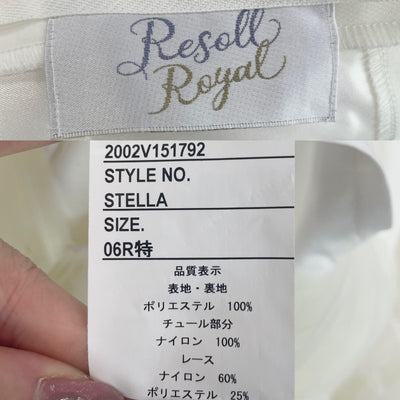 Resoll
Royal
2002V151792
STYLE NO.
STELLA
SIZE.
06R特
品質表示
表地・裏地
ポリエステル 100%
チュール部分
ナイロン 100%
レース
ナイロン 60%
ポリエステル 25%